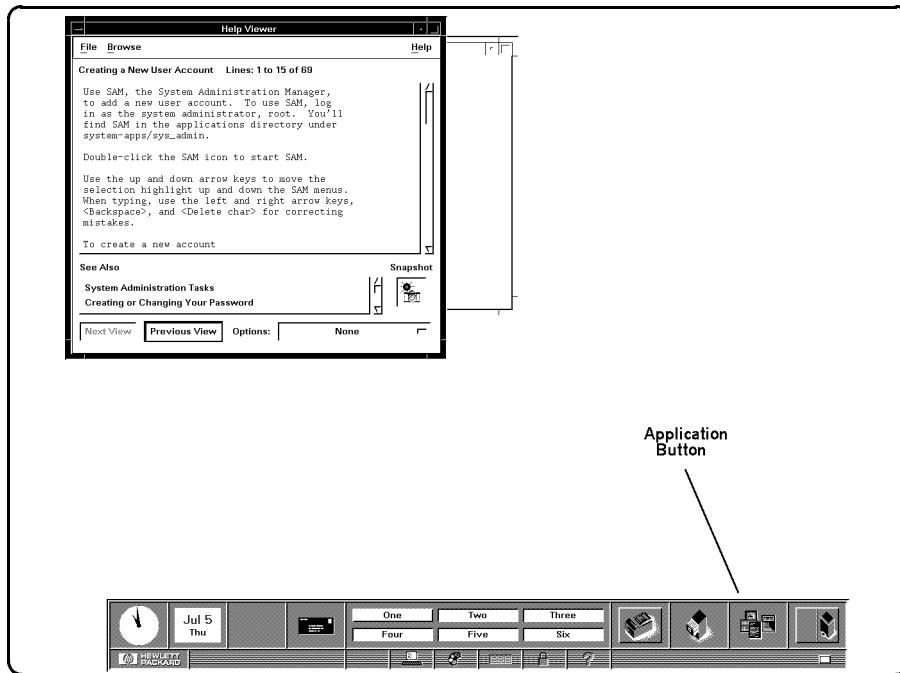 Help Viewer
File Browse Help
Creating a New User Account Lines: 1 to 15 of 69
Use SAM, the System Administration Manager,
to add a new user account. To use SAM, log
in as the system administrator, root. You'll
find SAM in the applications directory under
system-apps/sys_admin.
Double-click the SAM icon to start SAM.
Use the up and down arrow keys to move the
selection highlight up and down the SAM menus.
When typing, use the left and right arrow keys,
<Backspace>, and <Delete char> for correcting
mistakes.
To create a new account
See Also Snapshot
System Administration Tasks
Creating or Changing Your Password
Next View Previous View Options: None
Application
Button
Jul 5
Thu
One Two Three
Four Five Six
HEWLETT
PACKARD